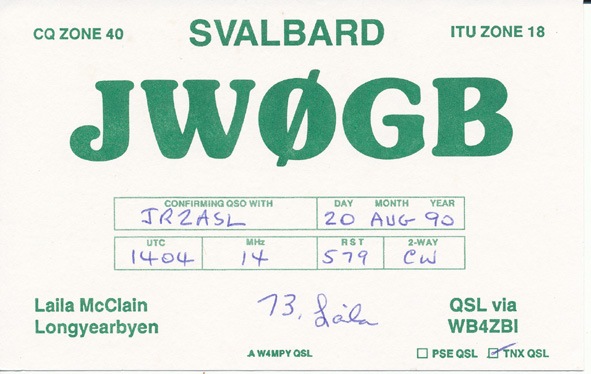 CQ ZONE 40 SVALBARD ITU ZONE 18
JWØGB
CONFIRMING QSO WITH DAY MONTH YEAR
JR2ASL 20 AUG 90
UTC MHz RST 2-WAY
1404 14 579 CW
Laila McClain 73, Laila QSL via
Longyearbyen WB4ZBI
A W4MPY QSL PSE QSL TNX QSL